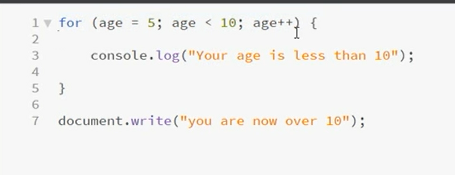 1 for (age = 5; age < 10; age++) {
2
3 console.log("Your age is less than 10");
4
5 }
6
7 document.write("you are now over 10");